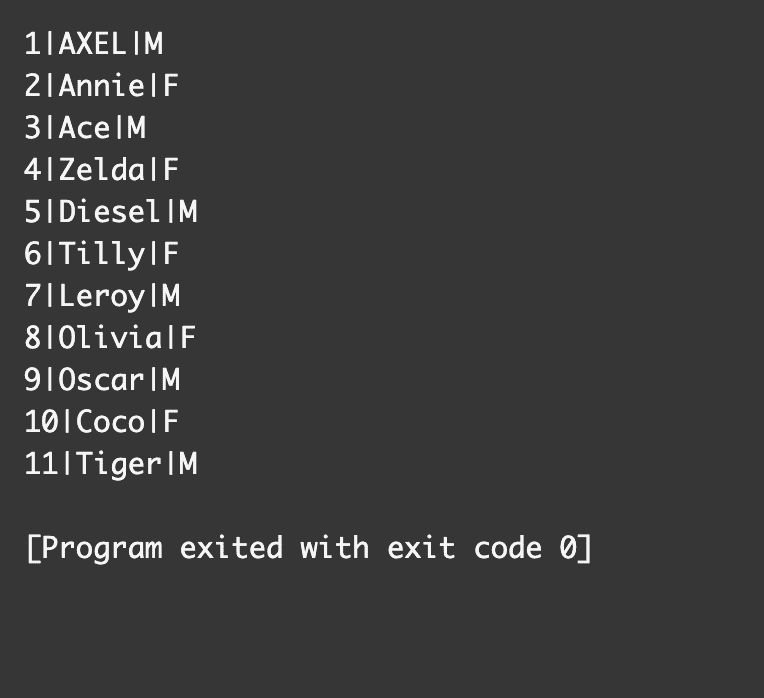 1|AXEL|M
2|Annie|F
3|Ace|M
4|Zelda|F
5|Diesel|M
6|Tilly|F
7|Leroy|M
8|Olivia|F
9|Oscar|M
10|Coco|F
11|Tiger|M
[Program exited with exit code 0]